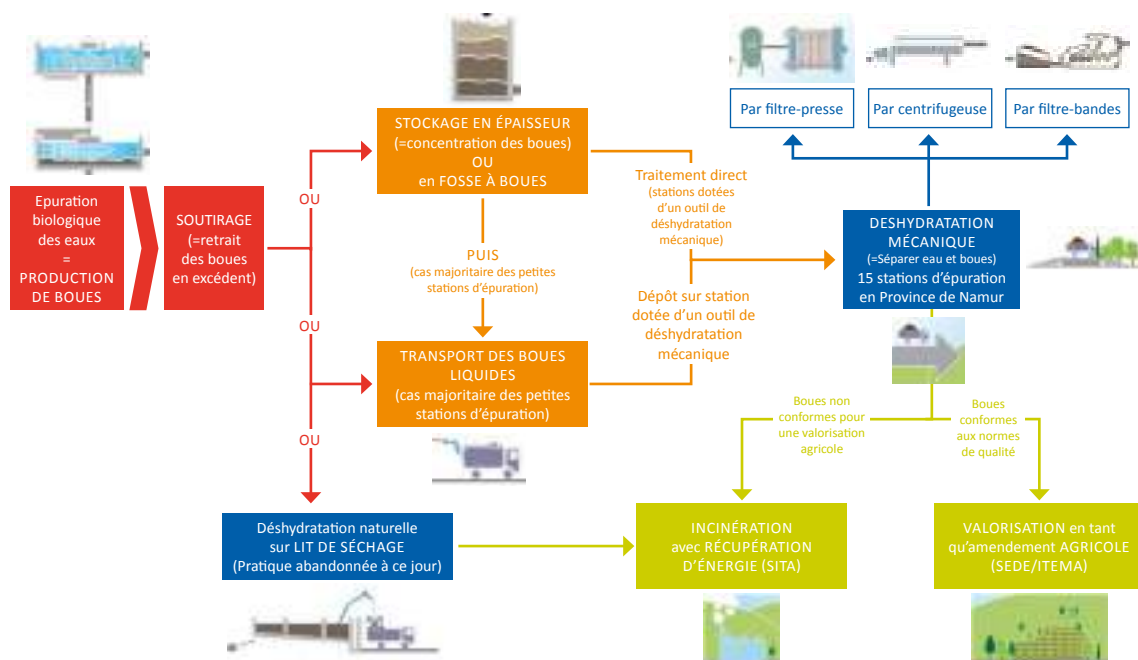 Par filtre-presse
Par centrifugeuse
Par filtre-bandes
STOCKAGE EN ÉPAISSEUR
(=concentration des boues)
OU
en FOSSE À BOUES
Traitement direct
(stations dotées
d'un outil de
déshydratation
mécanique)
Epuration
biologique
des eaux
=
PRODUCTION
DE BOUES
SOUTIRAGE
(=retrait
des boues
en excédent)
OU
OU
OU
PUIS
(cas majoritaire des petites
stations d'épuration)
DESHYDRATATION
MÉCANIQUE
(=Séparer eau et boues)
15 stations d'épuration
en Province de Namur
Dépôt sur station
dotée d'un outil de
déshydratation
mécanique
TRANSPORT DES BOUES
LIQUIDES
(cas majoritaire des petites
stations d'épuration)
Boues non
conformes pour
une valorisation
agricole
Boues
conformes
aux normes
de qualité
Déshydratation naturelle
sur LIT DE SÉCHAGE
(Pratique abandonnée à ce jour)
INCINÉRATION
avec RÉCUPÉRATION
D'ÉNERGIE (SITA)
VALORISATION en tant
qu'amendement AGRICOLE
(SEDE/ITEMA)